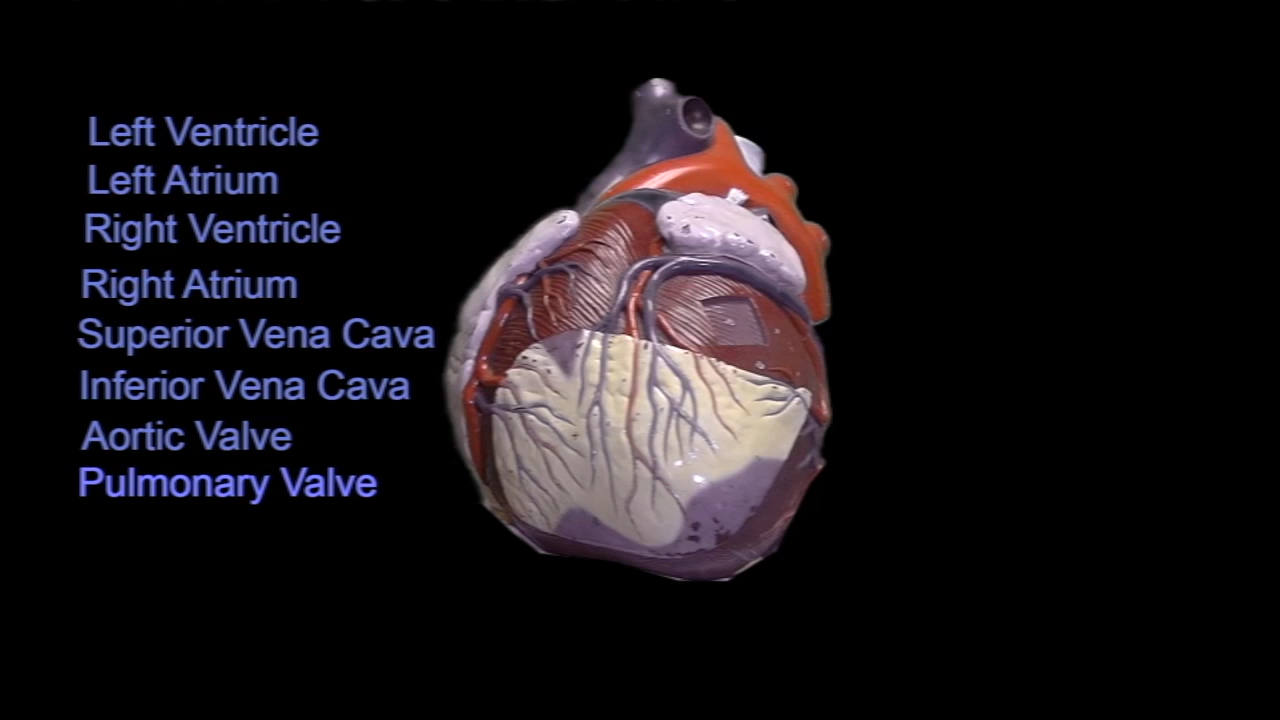 Left Ventricle
Left Atrium
Right Ventricle
Right Atrium
Superior Vena Cava
Inferior Vena Cava
Aortic Valve
Pulmonary Valve